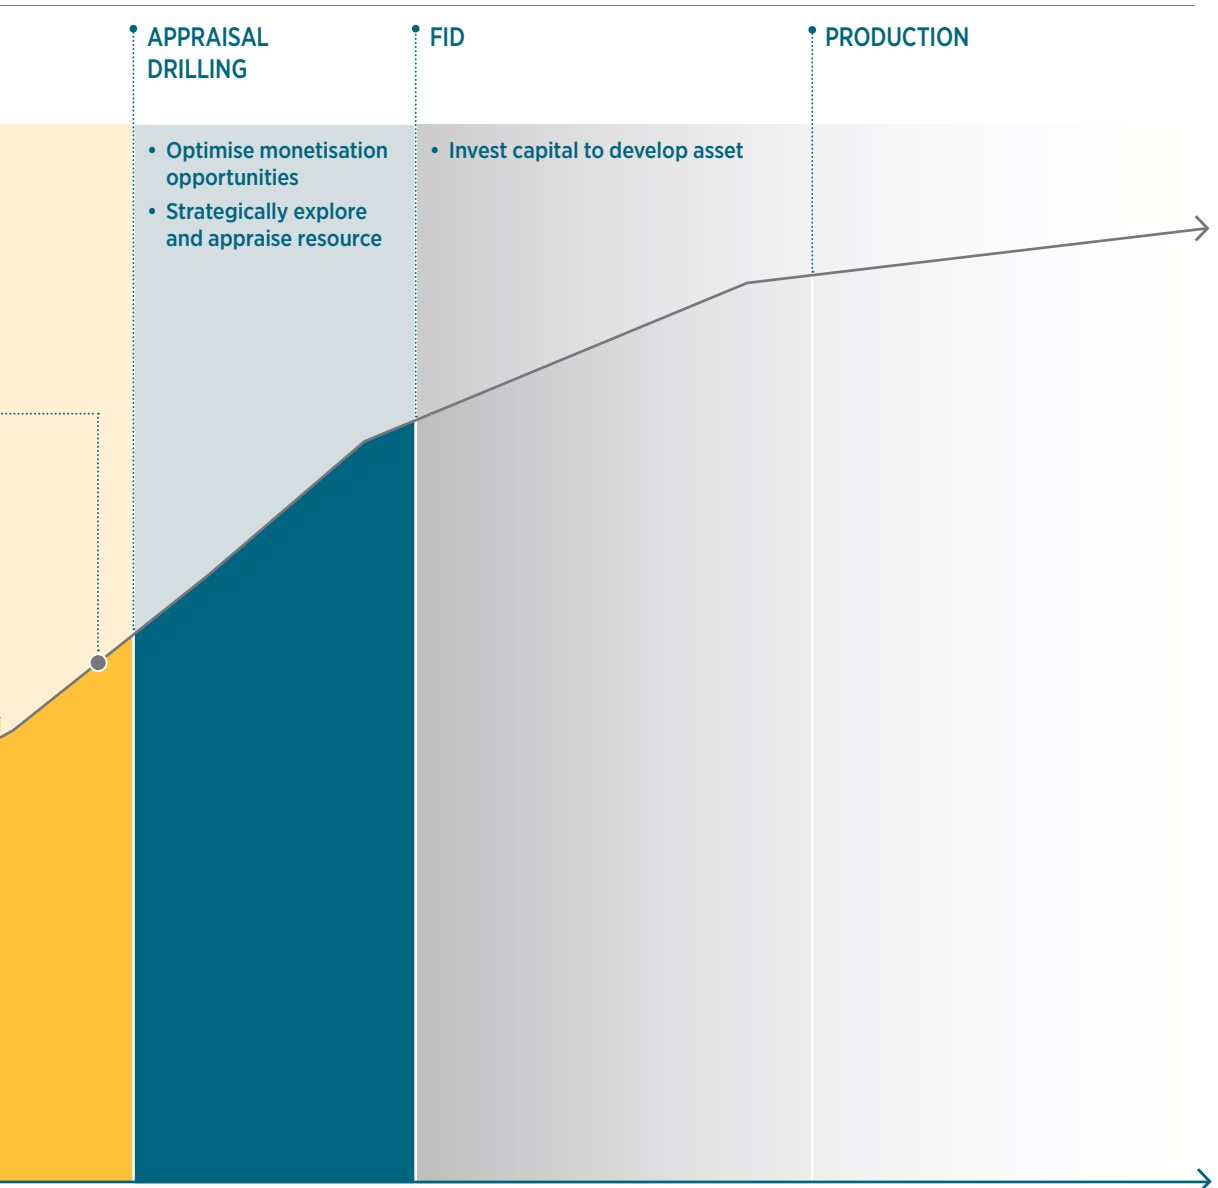 APPRAISAL
DRILLING
FID
PRODUCTION
• Optimise monetisation
opportunities
• Strategically explore
and appraise resource
• Invest capital to develop asset